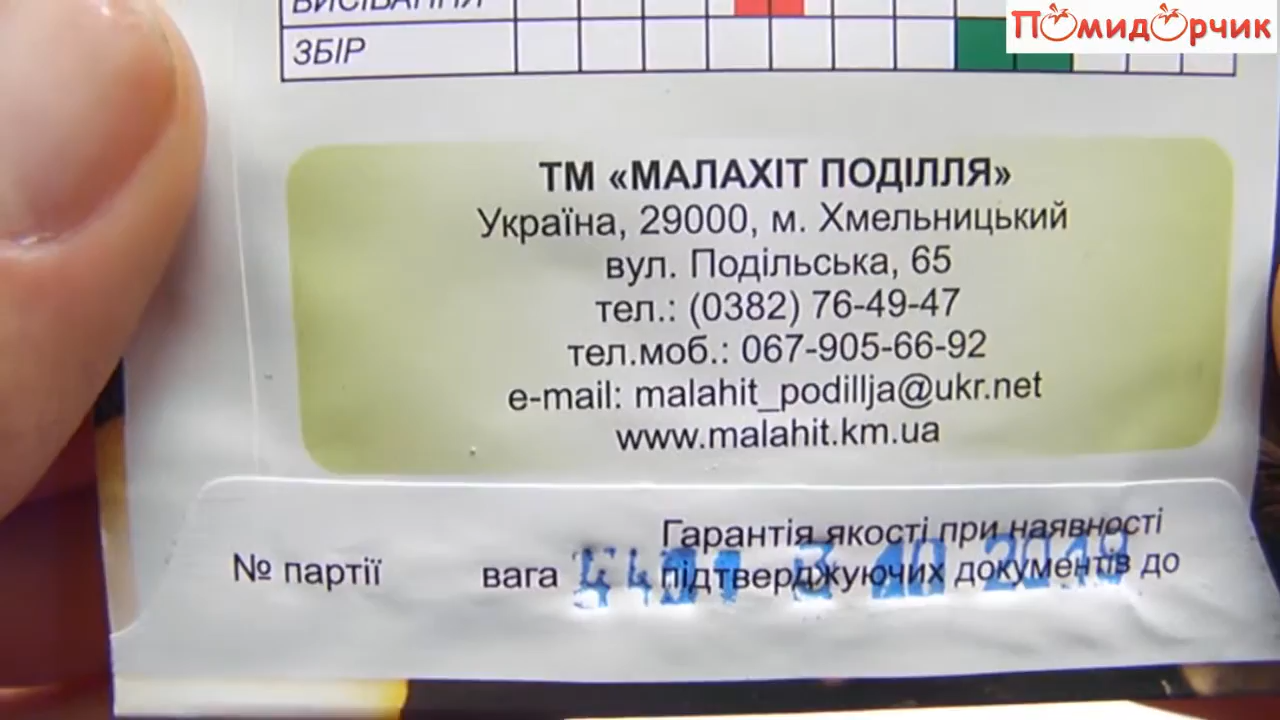 Помидорчик
ВИСІВАННЯ
ЗБІР
ТМ «МАЛАХІТ ПОДІЛЛЯ»
Україна, 29000, м. Хмельницький
вул. Подільська, 65
тел.: (0382) 76-49-47
тел.моб.: 067-905-66-92
e-mail: malahit_podillja@ukr.net
www.malahit.km.ua
Гарантія якості при наявності
№ партії вага підтверджуючих документів до